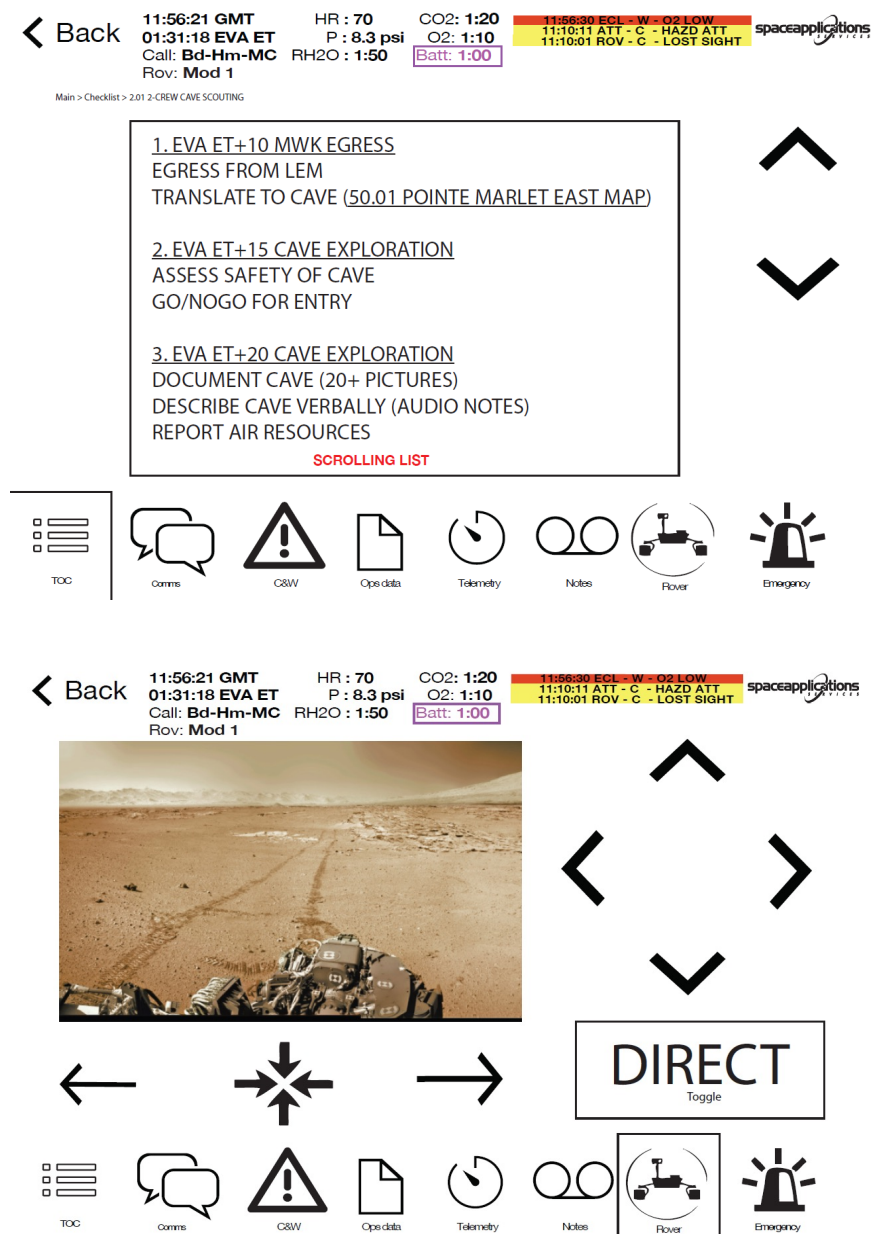 Back
11:56:21 GMT HR : 70 CO2: 1:20
01:31:18 EVA ET P : 8.3 psi O2: 1:10
Call: Bd-Hm-MC RH2O : 1:50 Batt: 1:00
Rov: Mod 1
11:56:30 ECL - W - O2 LOW
11:10:11 ATT - C - HAZD ATT
11:10:01 ROV - C - LOST SIGHT
spaceapplications
SERVICES
Main > Checklist > 2.01 2-CREW CAVE SCOUTING
1. EVA ET+10 MWK EGRESS
EGRESS FROM LEM
TRANSLATE TO CAVE (50.01 POINTE MARLET EAST MAP)
2. EVA ET+15 CAVE EXPLORATION
ASSESS SAFETY OF CAVE
GO/NOGO FOR ENTRY
3. EVA ET+20 CAVE EXPLORATION
DOCUMENT CAVE (20+ PICTURES)
DESCRIBE CAVE VERBALLY (AUDIO NOTES)
REPORT AIR RESOURCES
SCROLLING LIST
TOC Comms C&W Ops data Telemetry Notes Rover Emergency
Back
11:56:21 GMT HR : 70 CO2: 1:20
01:31:18 EVA ET P : 8.3 psi O2: 1:10
Call: Bd-Hm-MC RH2O : 1:50 Batt: 1:00
Rov: Mod 1
11:56:30 ECL - W - O2 LOW
11:10:11 ATT - C - HAZD ATT
11:10:01 ROV - C - LOST SIGHT
spaceapplications
SERVICES
DIRECT
Toggle
TOC Comms C&W Ops data Telemetry Notes Rover Emergency